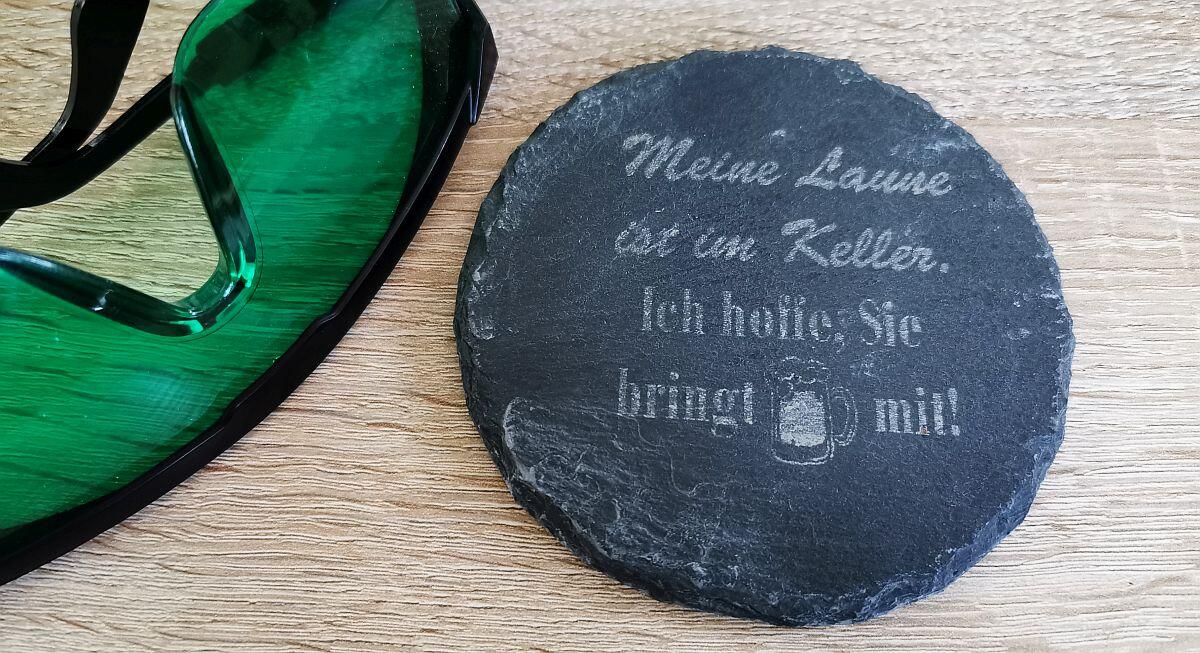 Meine Laune
ist im Keller.
Ich hoffe, Sie
bringt mit!